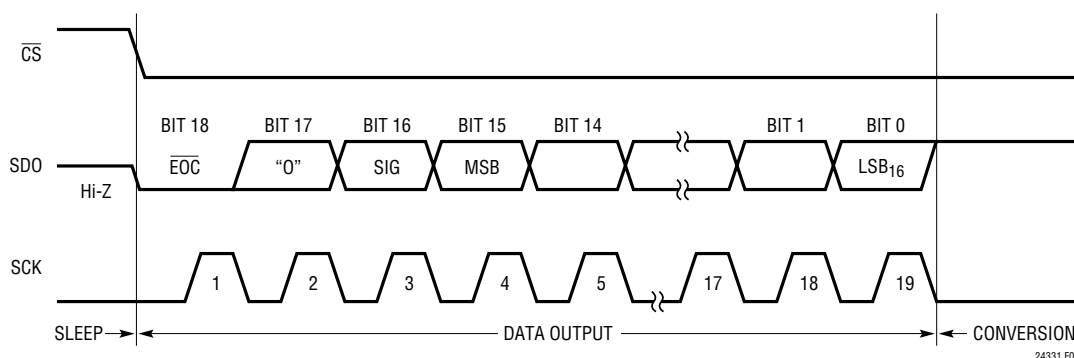 CS
BIT 18 BIT 17 BIT 16 BIT 15 BIT 14 BIT 1 BIT 0
SDO EOC “0” SIG MSB LSB16
Hi-Z
SCK 1 2 3 4 5 17 18 19
SLEEP DATA OUTPUT CONVERSION
24331 F0